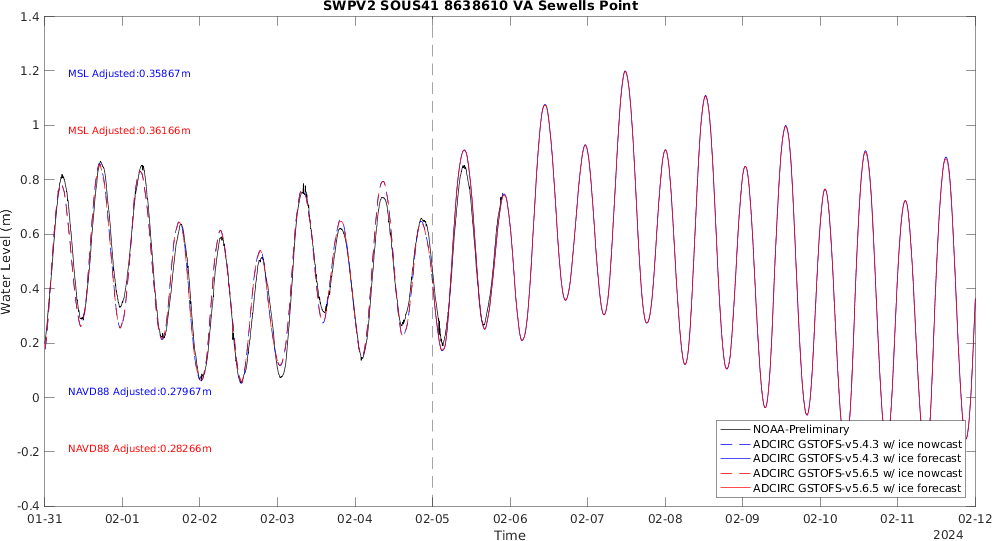 SWPV2 SOUS41 8638610 VA Sewells Point
1.4
1.2
1
0.8
0.6
0.4
0.2
0
-0.2
-0.4
Water Level (m)
MSL Adjusted:0.35867m
MSL Adjusted:0.36166m
NAVD88 Adjusted:0.27967m
NAVD88 Adjusted:0.28266m
NOAA-Preliminary
ADCIRC GSTOFS-v5.4.3 w/ ice nowcast
ADCIRC GSTOFS-v5.4.3 w/ ice forecast
ADCIRC GSTOFS-v5.6.5 w/ ice nowcast
ADCIRC GSTOFS-v5.6.5 w/ ice forecast
01-31 02-01 02-02 02-03 02-04 02-05 02-06 02-07 02-08 02-09 02-10 02-11 02-12
Time
2024